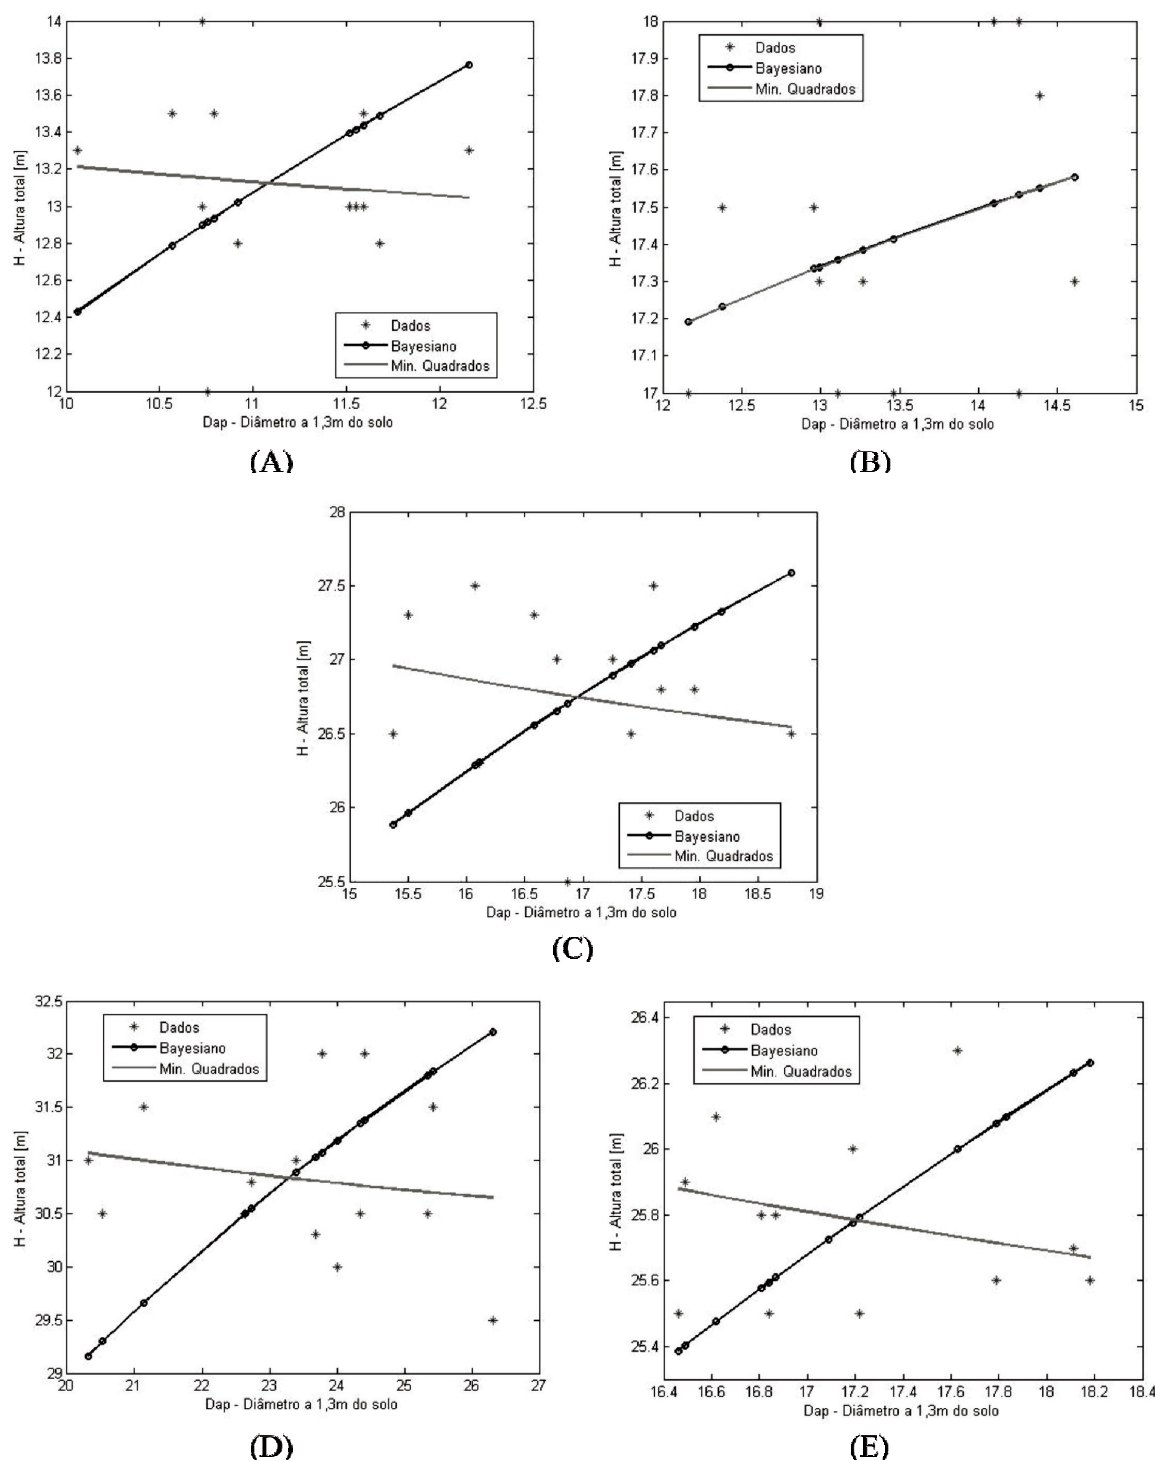 14
13.8
13.6
13.4
13.2
13
12.8
12.6
12.4
12.2
12
H - Altura total [m]
Dados
Bayesiano
Min. Quadrados
10 10.5 11 11.5 12 12.5
Dap - Diâmetro a 1,3m do solo
(A)
18
17.9
17.8
17.7
17.6
17.5
17.4
17.3
17.2
17.1
17
H - Altura total [m]
Dados
Bayesiano
Min. Quadrados
12 12.5 13 13.5 14 14.5 15
Dap - Diâmetro a 1,3m do solo
(B)
28
27.5
27
26.5
26
25.5
H - Altura total [m]
Dados
Bayesiano
Min. Quadrados
15 15.5 16 16.5 17 17.5 18 18.5 19
Dap - Diâmetro a 1,3m do solo
(C)
32.5
32
31.5
31
30.5
30
29.5
29
H - Altura total [m]
Dados
Bayesiano
Min. Quadrados
20 21 22 23 24 25 26 27
Dap - Diâmetro a 1,3m do solo
(D)
26.4
26.2
26
25.8
25.6
25.4
H - Altura total [m]
Dados
Bayesiano
Min. Quadrados
16.4 16.6 16.8 17 17.2 17.4 17.6 17.8 18 18.2 18.4
Dap - Diâmetro a 1,3m do solo
(E)